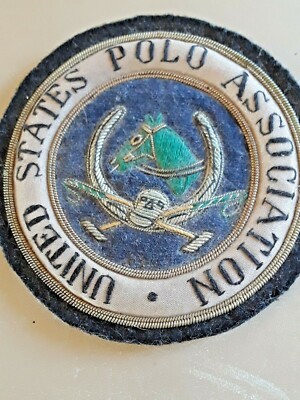 UNITED STATES POLO ASSOCIATION